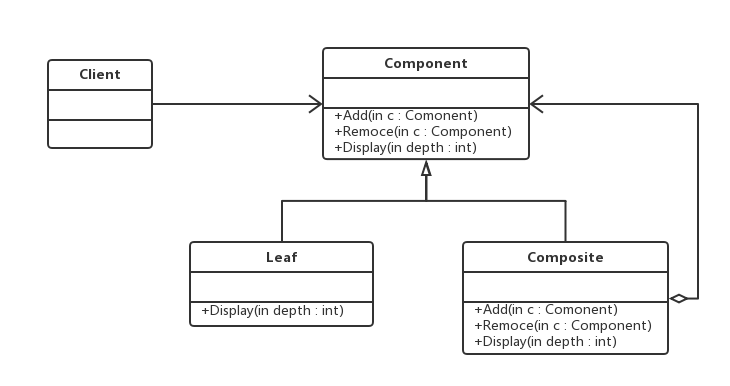 Client
Component
+Add(in c : Comonent)
+Remoce(in c : Component)
+Display(in depth : int)
Leaf
+Display(in depth : int)
Composite
+Add(in c : Comonent)
+Remoce(in c : Component)
+Display(in depth : int)